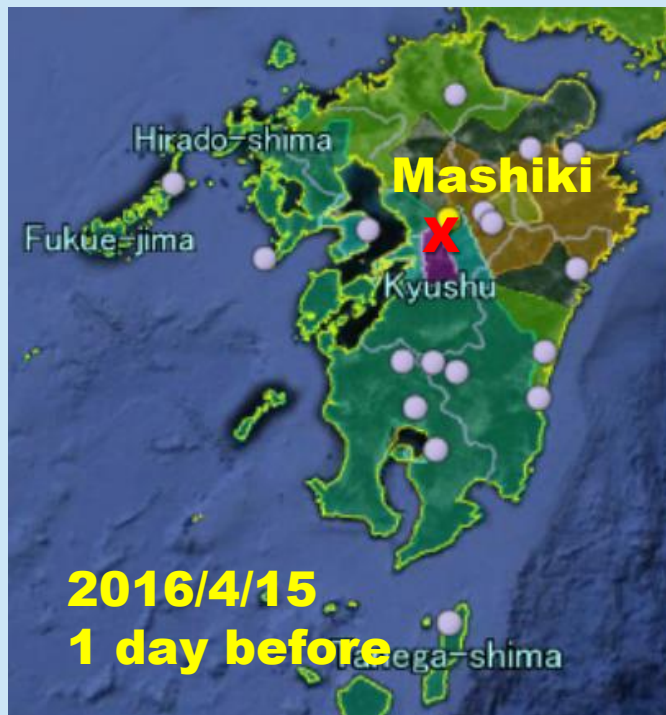 Hirado-shima
Mashiki
Fukue-jima
X
Kyushu
2016/4/15
1 day before
Tanega-shima